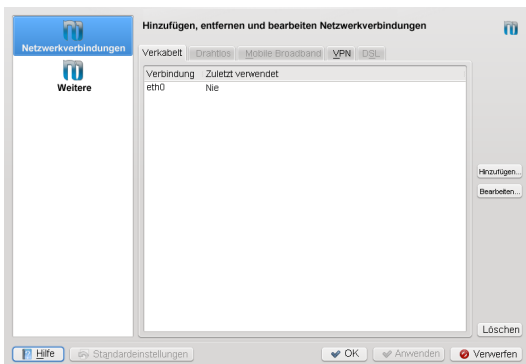 Netzwerkverbindungen
Weitere
Hinzufügen, entfernen und bearbeiten Netzwerkverbindungen
Verkabelt Drahtlos Mobile Broadband VPN DSL
Verbindung Zuletzt verwendet
eth0 Nie
Hinzufügen...
Bearbeiten...
Löschen
Hilfe Standardeinstellungen OK Anwenden Verwerfen